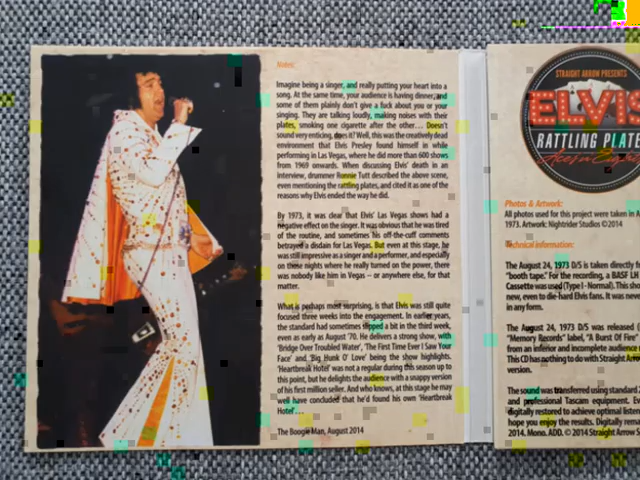 Notes:
Imagine being a singer, and really putting your heart into a
song. At the same time, your audience is having dinner, and
some of them plainly don't give a fuck about you or your
singing. They are talking loudly, making noises with their
plates, smoking one cigarette after the other… Doesn't
sound very enticing, does it? Well, this was the creatively dead
environment that Elvis Presley found himself in while
performing in Las Vegas, where he did more than 600 shows
from 1969 onwards. When discussing Elvis' death in an
interview, drummer Ronnie Tutt described the above scene,
even mentioning the rattling plates, and cited it as one of the
reasons why Elvis ended the way he did.
By 1973, it was clear that Elvis' Las Vegas shows had a
negative effect on the singer. It was obvious that he was tired
of the routine, and sometimes his off-the-cuff comments
betrayed a disdain for Las Vegas. But even at this stage, he
was still impressive as a singer and a performer, and especially
on those nights where he really turned on the power, there
was nobody like him in Vegas – or anywhere else, for that
matter.
What is perhaps most surprising, is that Elvis was still quite
focused three weeks into the engagement. In earlier years,
the standard had sometimes slipped a bit in the third week,
even as early as August '70. He delivers a strong show, with
'Bridge Over Troubled Water', 'The First Time Ever I Saw Your
Face' and 'Big Hunk O' Love' being the show highlights.
'Heartbreak Hotel' was not a regular during this season up to
this point, but he delights the audience with a snappy version
of his first million seller. And who knows, at this stage he may
well have concluded that he'd found his own 'Heartbreak
Hotel'…
The Boogie Man, August 2014
STRAIGHT ARROW PRESENTS
ELVIS
RATTLING PLATE
Aces n' Eights
Photos & Artwork:
All photos used for this project were taken in
1973. Artwork: Nightrider Studios ©2014
Technical information:
The August 24, 1973 D/S is taken directly
"booth tape." For the recording, a BASF LH
Cassette was used (Type I - Normal). This
new, even to die-hard Elvis fans. It was
in any form.
The August 24, 1973 D/S was released
"Memory Records" label, "A Burst Of Fire"
from an inferior and incomplete audience
This CD has nothing to do with Straight
version.
The sound was transferred using standard
and professional Tascam equipment.
digitally restored to achieve optimal
hope you enjoy the results. Digitally
2014. Mono. ADD. © 2014 Straight Arrow